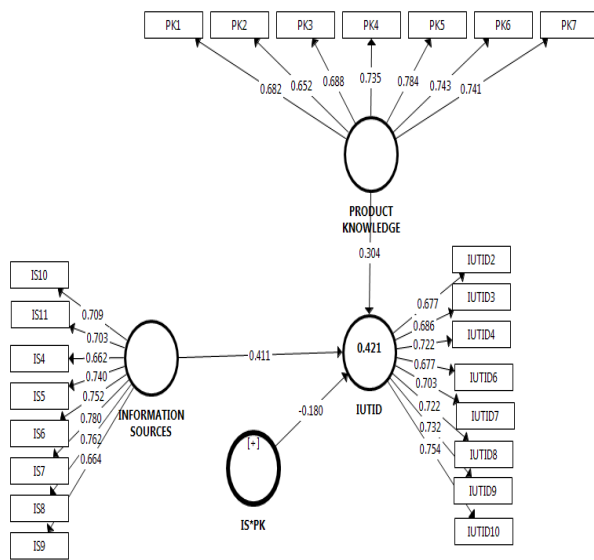 PK1 PK2 PK3 PK4 PK5 PK6 PK7
0.682 0.652 0.688 0.735 0.784 0.743 0.741
PRODUCT
KNOWLEDGE
0.304
IS10
IS11
IS4
IS5
IS6
IS7
IS8
IS9
0.709
0.703
0.662
0.740
0.752
0.780
0.762
0.664
INFORMATION
SOURCES
0.411
0.421
IUTID
-0.180
[+]
IS*PK
0.677
0.686
0.722
0.677
0.703
0.722
0.732
0.754
IUTID2
IUTID3
IUTID4
IUTID6
IUTID7
IUTID8
IUTID9
IUTID10